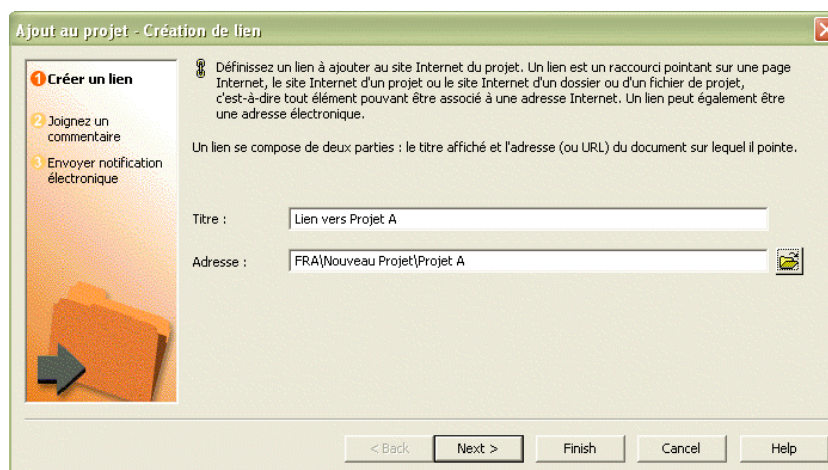 Ajout au projet - Création de lien
1 Créer un lien
2 Joignez un
commentaire
3 Envoyer notification
électronique
Définissez un lien à ajouter au site Internet du projet. Un lien est un raccourci pointant sur une page
Internet, le site Internet d'un projet ou le site Internet d'un dossier ou d'un fichier de projet,
c'est-à-dire tout élément pouvant être associé à une adresse Internet. Un lien peut également être
une adresse électronique.
Un lien se compose de deux parties : le titre affiché et l'adresse (ou URL) du document sur lequel il pointe.
Titre : Lien vers Projet A
Adresse : FRA\Nouveau Projet\Projet A
< Back Next > Finish Cancel Help